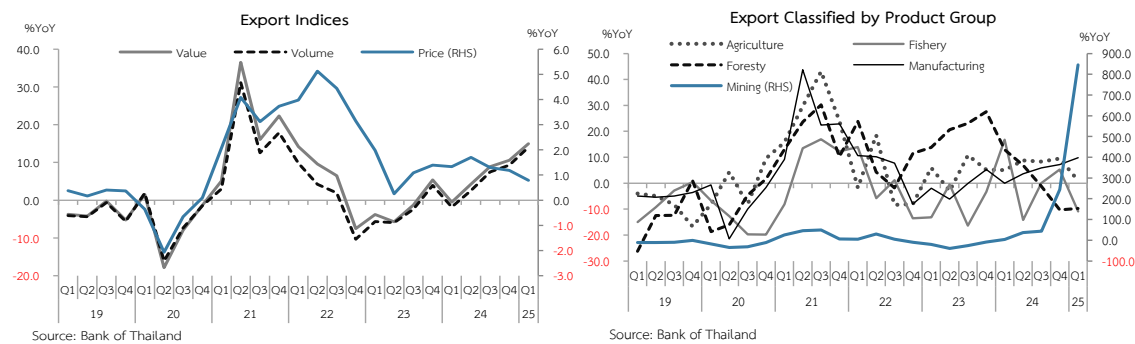 Export Indices
%YoY
%YoY
Value
Volume
Price (RHS)
40.0
30.0
20.0
10.0
0.0
-10.0
-20.0
6.0
5.0
4.0
3.0
2.0
1.0
0.0
-1.0
-2.0
-3.0
Q1 Q2 Q3 Q4 Q1 Q2 Q3 Q4 Q1 Q2 Q3 Q4 Q1 Q2 Q3 Q4 Q1 Q2 Q3 Q4 Q1 Q2 Q3 Q4 Q1
19 20 21 22 23 24 25
Source: Bank of Thailand
Export Classified by Product Group
%YoY
%YoY
Agriculture
Fishery
Foresty
Manufacturing
Mining (RHS)
50.0
40.0
30.0
20.0
10.0
0.0
-10.0
-20.0
-30.0
900.0
800.0
700.0
600.0
500.0
400.0
300.0
200.0
100.0
0.0
-100.0
Q1 Q2 Q3 Q4 Q1 Q2 Q3 Q4 Q1 Q2 Q3 Q4 Q1 Q2 Q3 Q4 Q1 Q2 Q3 Q4 Q1 Q2 Q3 Q4 Q1
19 20 21 22 23 24 25
Source: Bank of Thailand